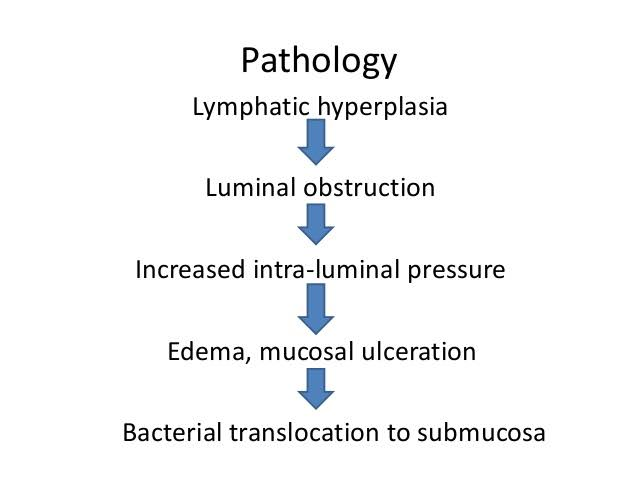 Pathology
Lymphatic hyperplasia
Luminal obstruction
Increased intra-luminal pressure
Edema, mucosal ulceration
Bacterial translocation to submucosa